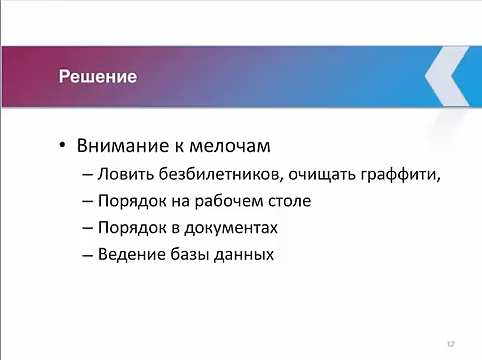 Решение
• Внимание к мелочам
– Ловить безбилетников, очищать граффити,
– Порядок на рабочем столе
– Порядок в документах
– Ведение базы данных
12